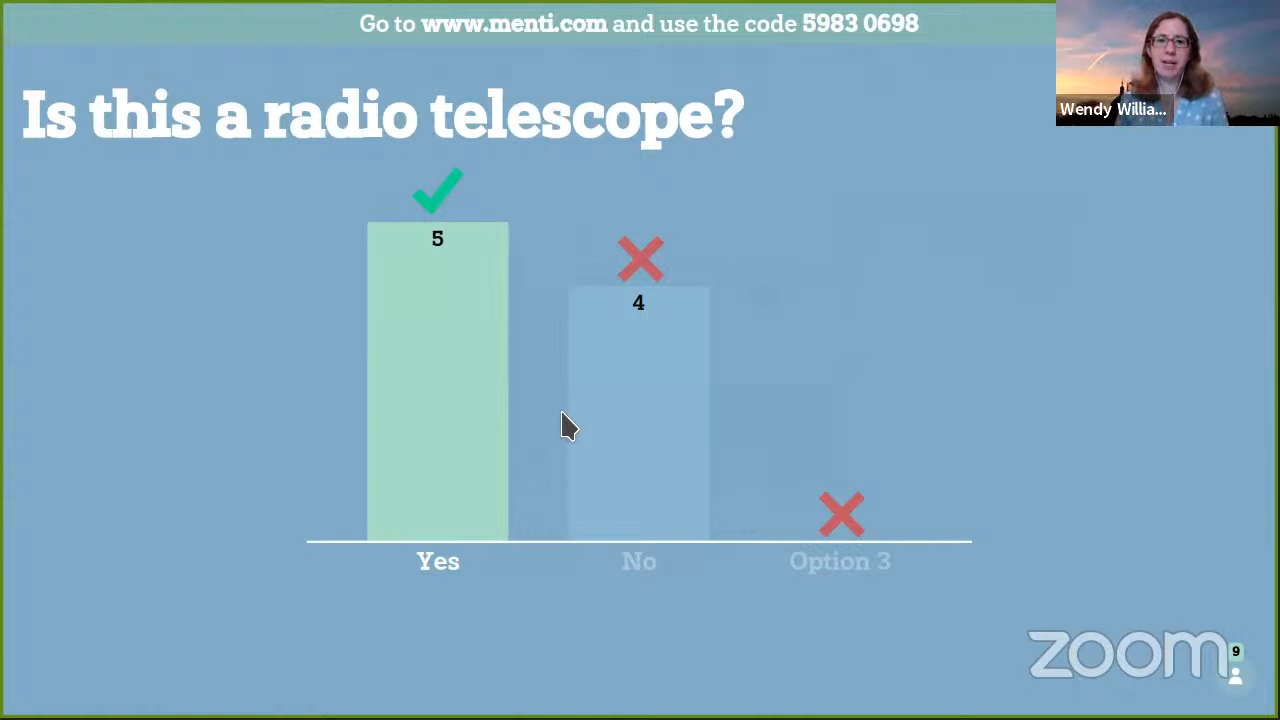 Go to www.menti.com and use the code 5983 0698
Wendy Willia...
Is this a radio telescope?
5
4
Yes
No
Option 3
zoom
9